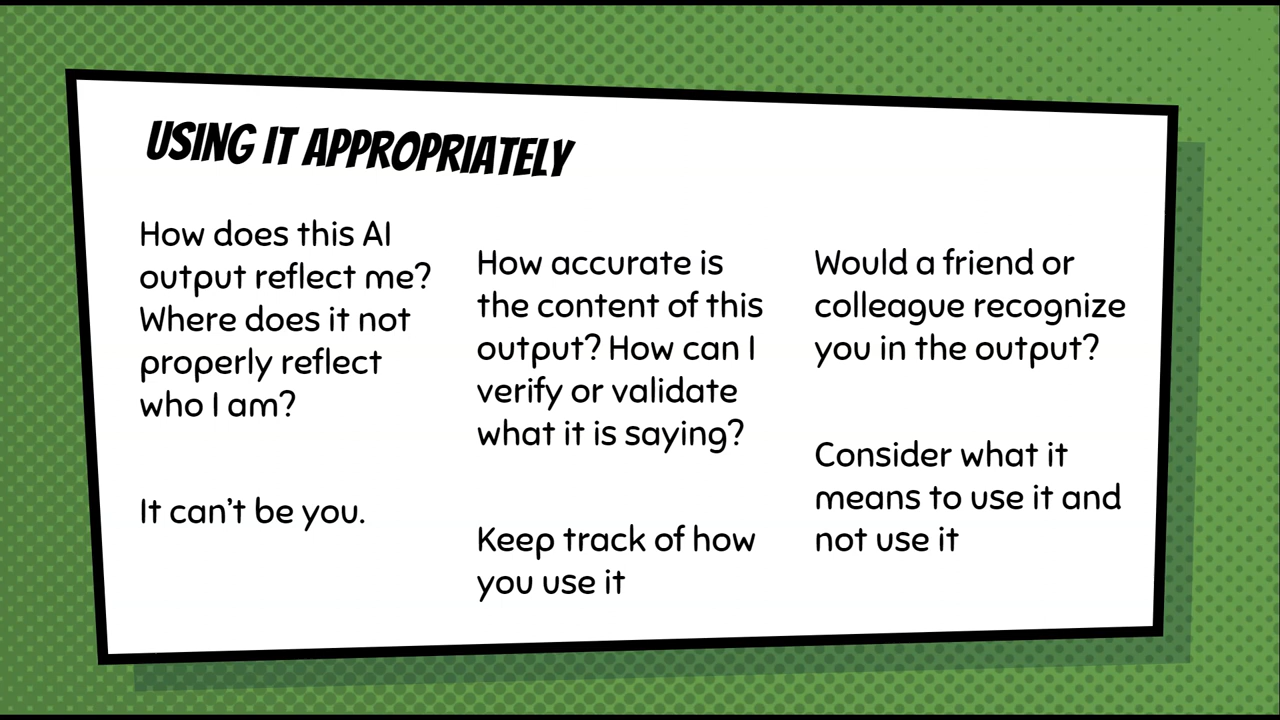 USING IT APPROPRIATELY
How does this AI
output reflect me?
Where does it not
properly reflect
who I am?
It can't be you.
How accurate is
the content of this
output? How can I
verify or validate
what it is saying?
Keep track of how
you use it
Would a friend or
colleague recognize
you in the output?
Consider what it
means to use it and
not use it